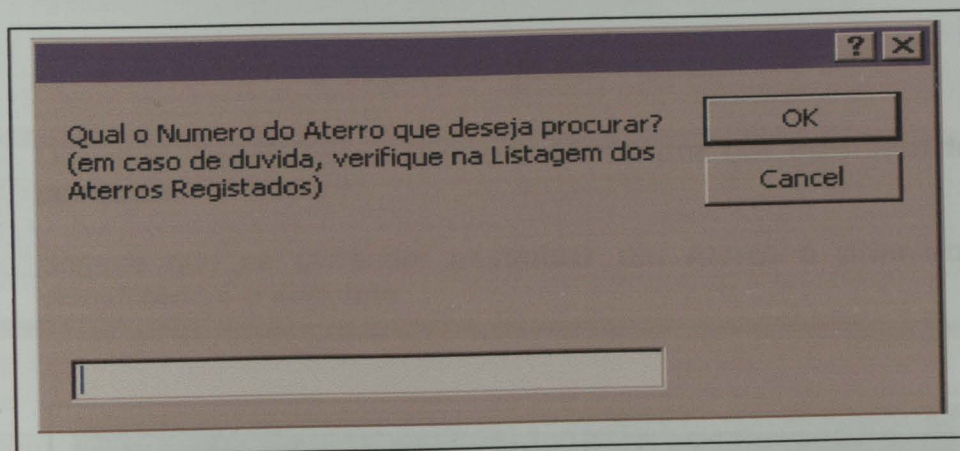 ? X
Qual o Numero do Aterro que deseja procurar?
(em caso de duvida, verifique na Listagem dos
Aterros Registados)
OK
Cancel